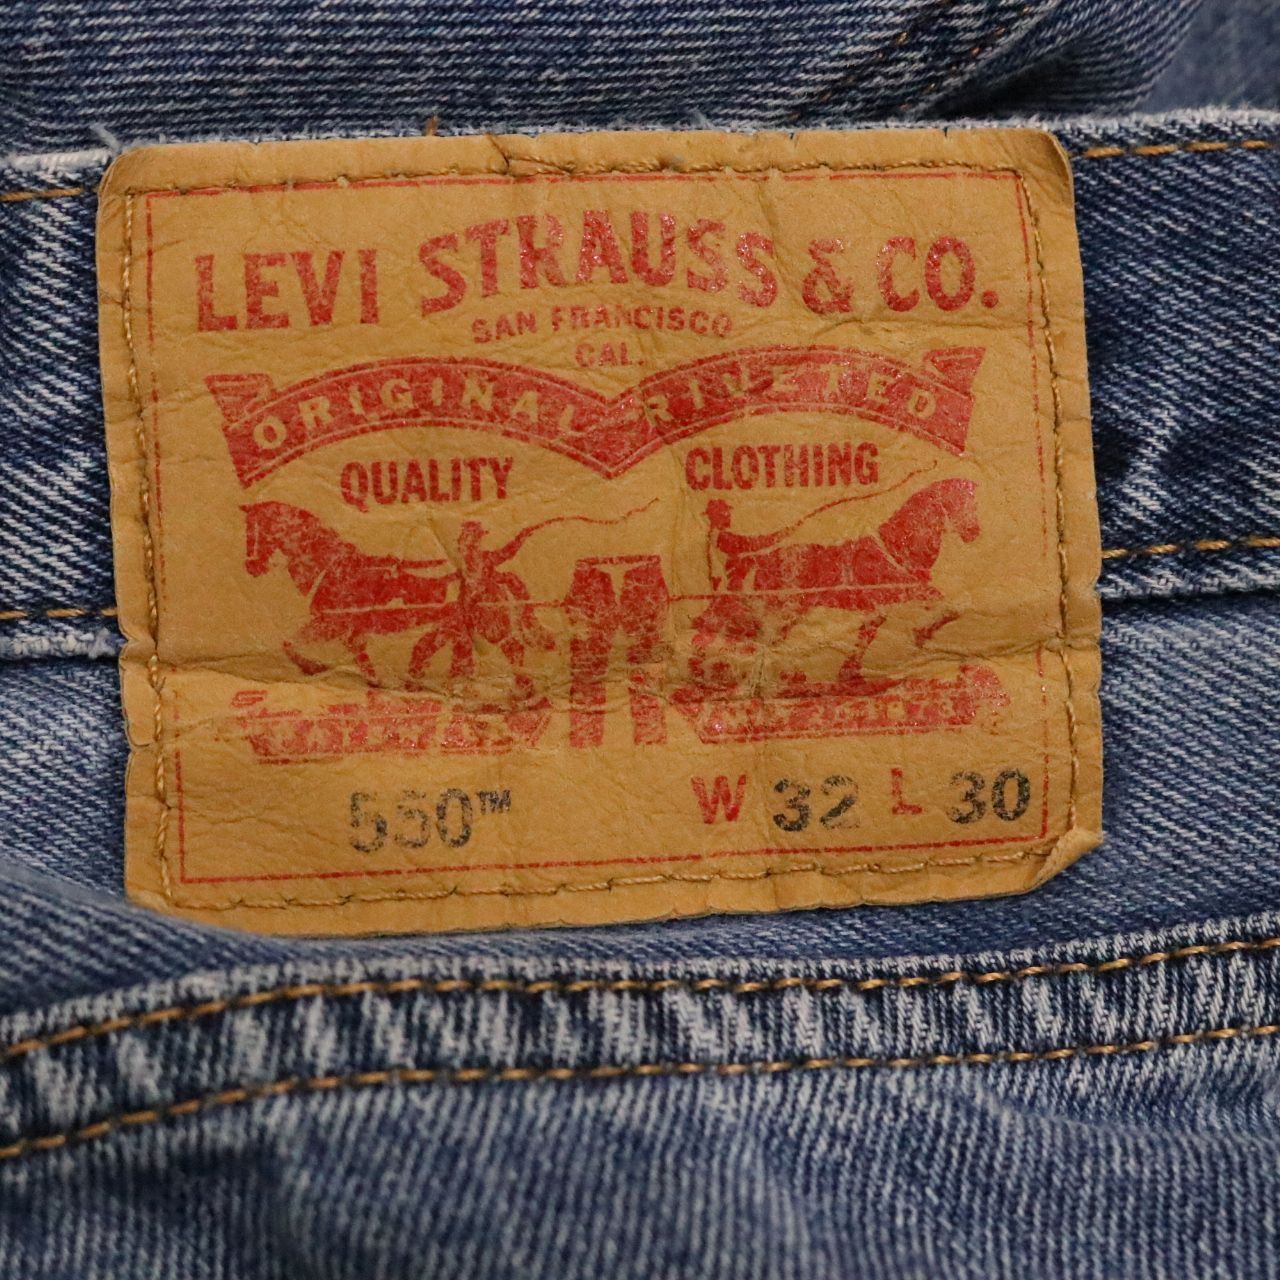 LEVI STRAUSS & CO.
SAN FRANCISCO
CAL.
ORIGINAL RIVETED
QUALITY CLOTHING
550™ W 32 L 30